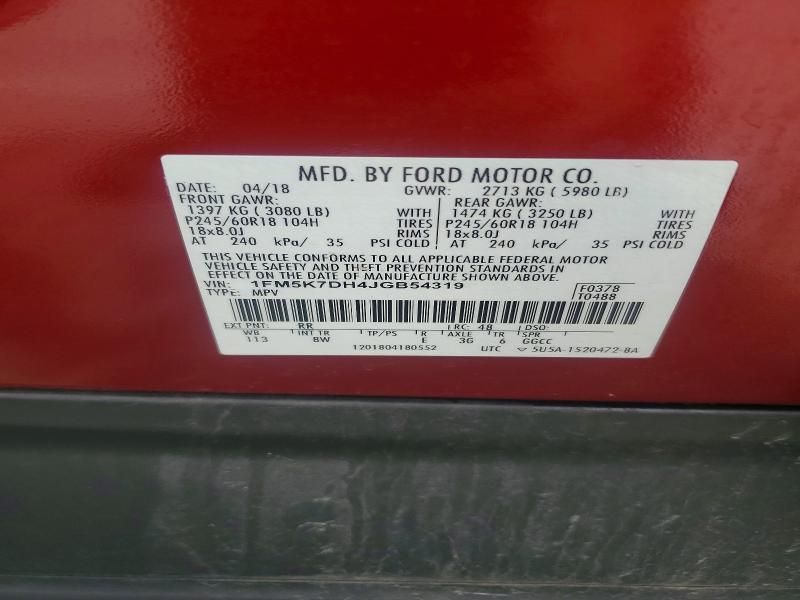 MFD. BY FORD MOTOR CO.
DATE: 04/18 GVWR: 2713 KG ( 5980 LB)
FRONT GAWR: REAR GAWR:
1397 KG ( 3080 LB) WITH 1474 KG ( 3250 LB) WITH
P245/60R18 104H TIRES P245/60R18 104H TIRES
18x8.0J RIMS 18x8.0J RIMS
AT 240 kPa/ 35 PSI COLD AT 240 kPa/ 35 PSI COLD
THIS VEHICLE CONFORMS TO ALL APPLICABLE FEDERAL MOTOR
VEHICLE SAFETY AND THEFT PREVENTION STANDARDS IN
EFFECT ON THE DATE OF MANUFACTURE SHOWN ABOVE.
VIN: 1FM5K7DH4JGB54319 F0378
TYPE: MPV T0488
EXT PNT: RR RC: 48 DSO:
WB INT TR TP/PS R AXLE TR SPR
113 8W E 3G 6 GGCC
1201804180552 UTC 5U5A-1520472-BA